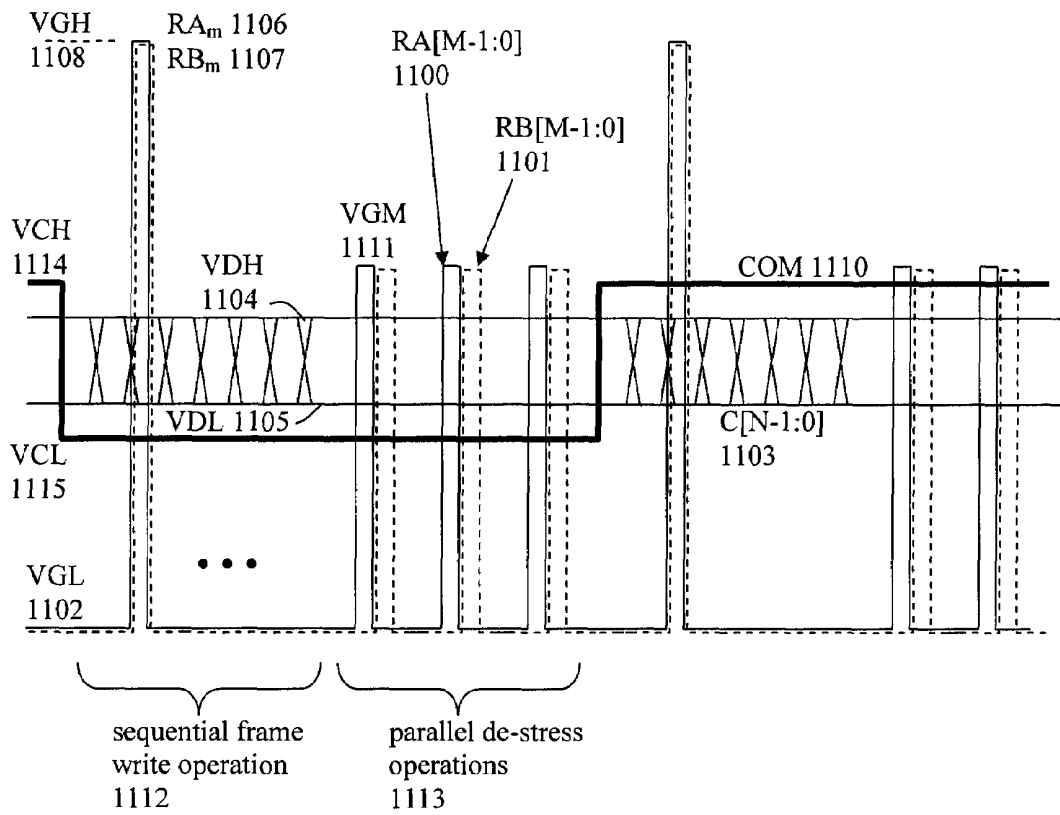 VGH
1108
RAm 1106
RBm 1107
RA[M-1:0]
1100
RB[M-1:0]
1101
VCH
1114
VGM
1111
VDH
1104
COM 1110
VDL 1105
C[N-1:0]
1103
VCL
1115
VGL
1102
sequential frame
write operation
1112
parallel de-stress
operations
1113